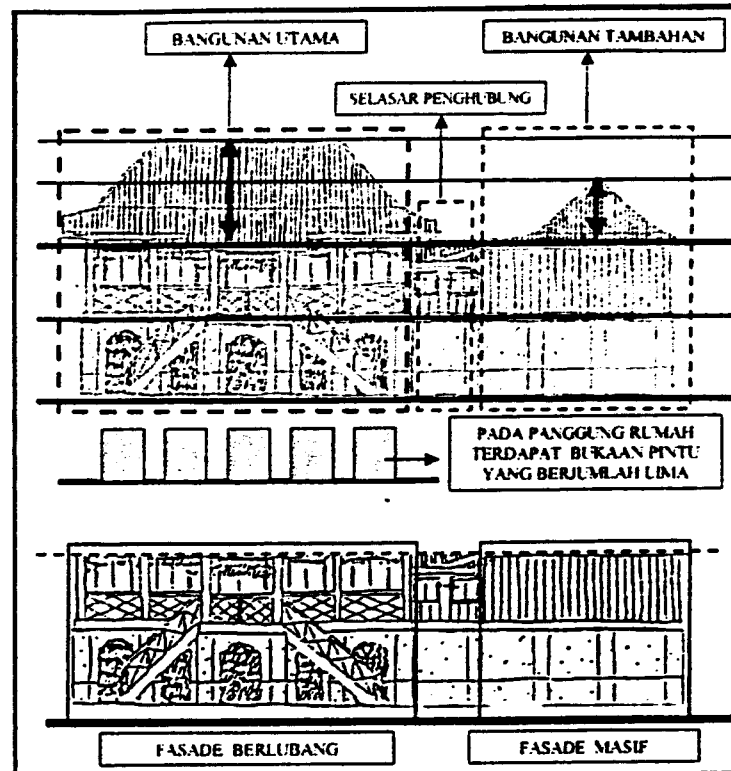 BANGUNAN UTAMA
BANGUNAN TAMBAHAN
SELASAR PENGHUBUNG
PADA PANGGUNG RUMAH
TERDAPAT BUKAAN PINTU
YANG BERJUMLAH LIMA
FASADE BERLUBANG
FASADE MASIF